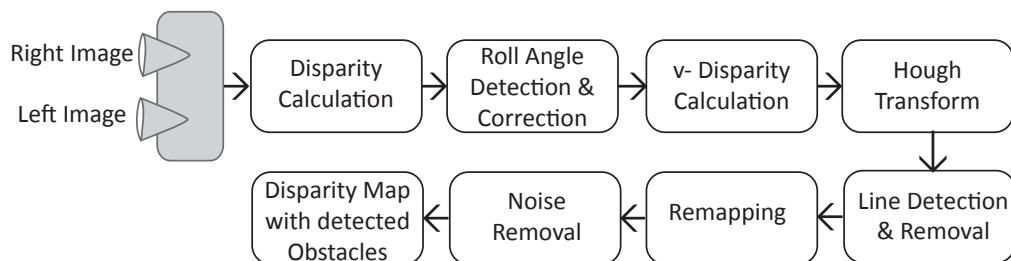 Right Image
Left Image
Disparity
Calculation
Roll Angle
Detection &
Correction
v- Disparity
Calculation
Hough
Transform
Line Detection
& Removal
Remapping
Noise
Removal
Disparity Map
with detected
Obstacles